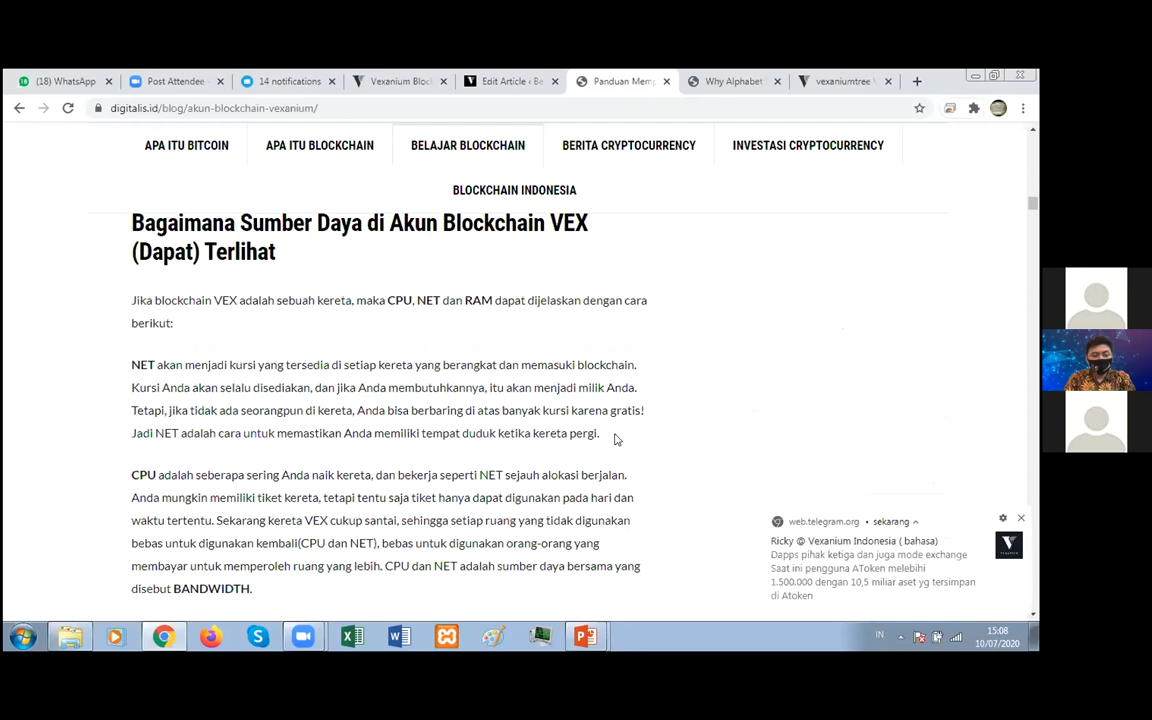 (18) WhatsApp
Post Attendee -
14 notifications
Vexanium Bloc
Edit Article ‹ Be
Panduan Memp
Why Alphabet
vexaniumtree
digitalis.id/blog/akun-blockchain-vexanium/
APA ITU BITCOIN
APA ITU BLOCKCHAIN
BELAJAR BLOCKCHAIN
BERITA CRYPTOCURRENCY
INVESTASI CRYPTOCURRENCY
BLOCKCHAIN INDONESIA
Bagaimana Sumber Daya di Akun Blockchain VEX
(Dapat) Terlihat
Jika blockchain VEX adalah sebuah kereta, maka CPU, NET dan RAM dapat dijelaskan dengan cara
berikut:
NET akan menjadi kursi yang tersedia di setiap kereta yang berangkat dan memasuki blockchain.
Kursi Anda akan selalu disediakan, dan jika Anda membutuhkannya, itu akan menjadi milik Anda.
Tetapi, jika tidak ada seorangpun di kereta, Anda bisa berbaring di atas banyak kursi karena gratis!
Jadi NET adalah cara untuk memastikan Anda memiliki tempat duduk ketika kereta pergi.
CPU adalah seberapa sering Anda naik kereta, dan bekerja seperti NET sejauh alokasi berjalan.
Anda mungkin memiliki tiket kereta, tetapi tentu saja tiket hanya dapat digunakan pada hari dan
waktu tertentu. Sekarang kereta VEX cukup santai, sehingga setiap ruang yang tidak digunakan
bebas untuk digunakan kembali(CPU dan NET), bebas untuk digunakan orang-orang yang
membayar untuk memperoleh ruang yang lebih. CPU dan NET adalah sumber daya bersama yang
disebut BANDWIDTH.
web.telegram.org • sekarang
Ricky @ Vexanium Indonesia ( bahasa)
Dapps pihak ketiga dan juga mode exchange
Saat ini pengguna AToken melebihi
1.500.000 dengan 10,5 miliar aset yg tersimpan
di Atoken
IN
15:08
10/07/2020